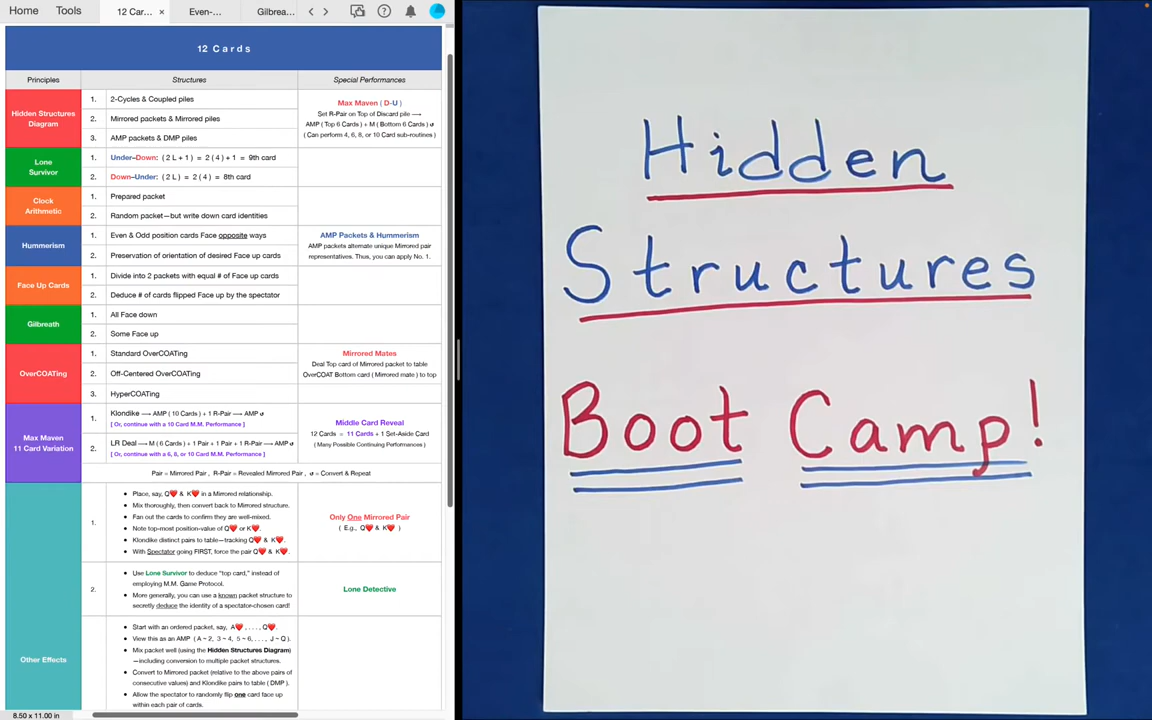 Home Tools 12 Car... × Even-... Gilbrea...
12 Cards
Principles Structures Special Performances
Hidden Structures
Diagram
1. 2-Cycles & Coupled piles
2. Mirrored Packets & Mirrored piles
3. AMP packets & DMP piles
Max Maven ( D-U )
Set R-Pair on Top of Discard pile ⟶
AMP ( Top 6 Cards ) + M ( Bottom 6 Cards ) ↺
( Can perform 4, 6, 8, or 10 Card sub-routines )
Lone
Survivor
1. Under–Down: ( 2 L + 1 ) = 2 ( 4 ) + 1 = 9th card
2. Down–Under: ( 2 L ) = 2 ( 4 ) = 8th card
Clock
Arithmetic
1. Prepared packet
2. Random packet—but write down card identities
Hummerism
1. Even & Odd position cards Face opposite ways
2. Preservation of orientation of desired Face up cards
AMP Packets & Hummerism
AMP packets alternate unique Mirrored pair
representatives. Thus, you can apply No. 1.
Face Up Cards
1. Divide into 2 packets with equal # of Face up cards
2. Deduce # of cards flipped Face up by the spectator
Gilbreath
1. All Face down
2. Some Face up
OverCOATing
1. Standard OverCOATing
2. Off-Centered OverCOATing
3. HyperCOATing
Mirrored Mates
Deal Top card of Mirrored packet to table
OverCOAT Bottom card ( Mirrored mate ) to top
Max Maven
11 Card Variation
1. Klondike ⟶ AMP ( 10 Cards ) + 1 R-Pair ⟶ AMP ↺
[ Or, continue with a 10 Card M.M. Performance ]
2. LR Deal ⟶ M ( 6 Cards ) + 1 Pair + 1 Pair + 1 R-Pair ⟶ AM ↺
[ Or, continue with a 6, 8, or 10 Card M.M. Performance ]
Middle Card Reveal
12 Cards = 11 Cards + 1 Set-Aside Card
( Many Possible Continuing Performances )
Pair = Mirrored Pair , R-Pair = Revealed Mirrored Pair , ↺ = Convert & Repeat
Other Effects
1.
• Place, say, Q♥ & K♥ in a Mirrored relationship.
• Mix thoroughly, then convert back to Mirrored structure.
• Fan out the cards to confirm they are well-mixed.
• Note top-most position-value of Q♥ or K♥.
• Klondike distinct pairs to table—tracking Q♥ & K♥.
• With Spectator going FIRST, force the pair Q♥ & K♥.
Only One Mirrored Pair
( E.g., Q♥ & K♥ )
2.
• Use Lone Survivor to deduce "top card," instead of
employing M.M. Game Protocol.
• More generally, you can use a known packet structure to
secretly deduce the identity of a spectator-chosen card!
Lone Detective
• Start with an ordered packet, say, A♥ , . . . . , Q♥.
• View this as an AMP ( A ~ 2, 3 ~ 4, 5 ~ 6, . . . , J ~ Q ).
• Mix packet well (using the Hidden Structures Diagram)
—including conversion to multiple packet structures.
• Convert to Mirrored packet (relative to the above pairs of
consecutive values) and Klondike pairs to table ( DMP ).
• Allow the spectator to randomly flip one card face up
within each pair of cards.
8.50 x 11.00 in
Hidden
Structures
Boot Camp!